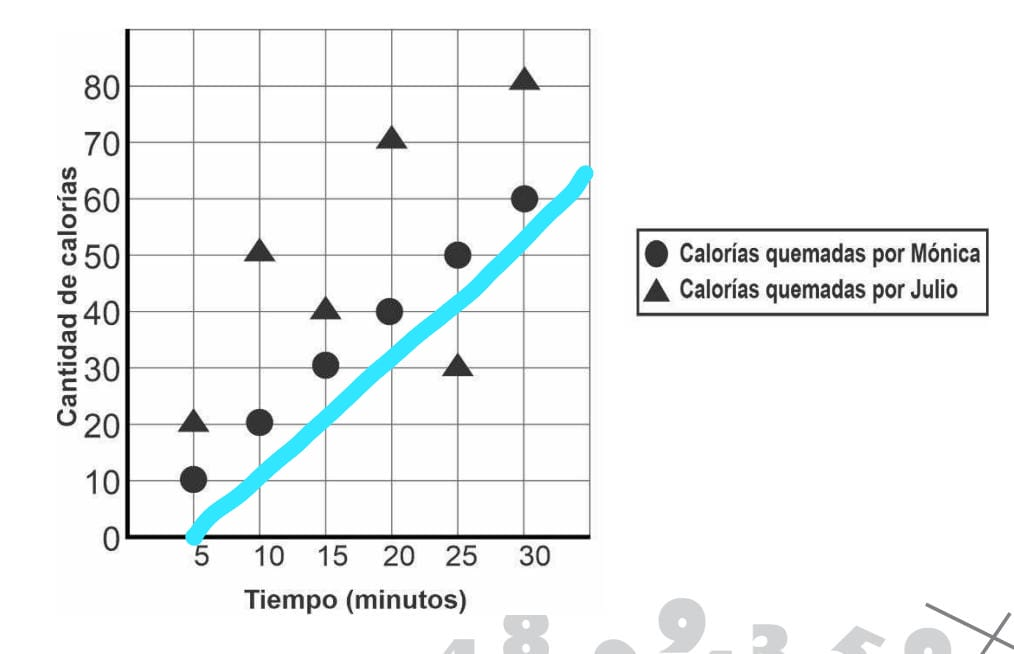 80
70
60
50
40
30
20
10
0
Cantidad de calorías
5 10 15 20 25 30
Tiempo (minutos)
Calorías quemadas por Mónica
Calorías quemadas por Julio